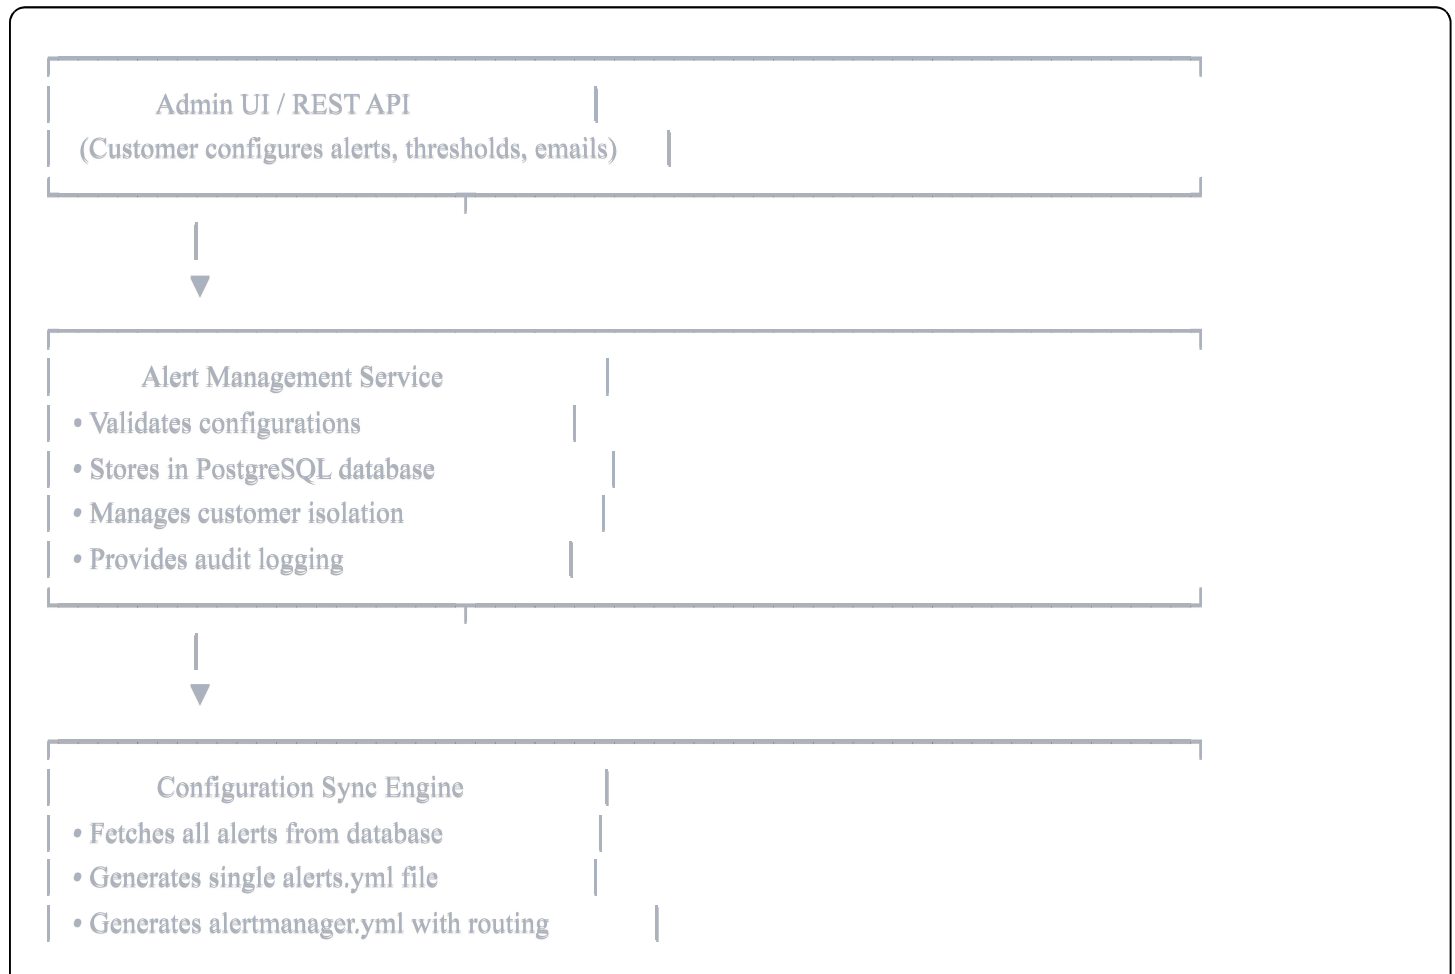 Admin UI / REST API
(Customer configures alerts, thresholds, emails)
Alert Management Service
• Validates configurations
• Stores in PostgreSQL database
• Manages customer isolation
• Provides audit logging
Configuration Sync Engine
• Fetches all alerts from database
• Generates single alerts.yml file
• Generates alertmanager.yml with routing